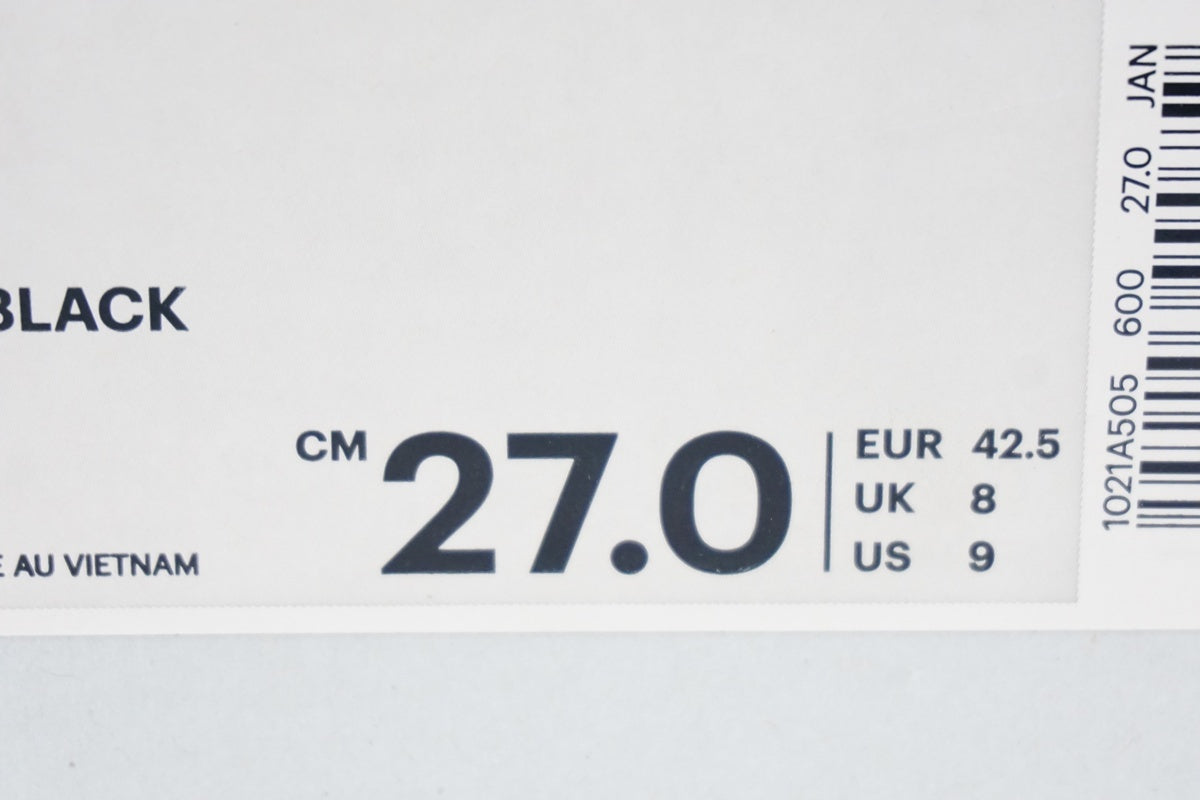 BLACK
CM 27.0
EUR 42.5
UK 8
US 9
E AU VIETNAM
1021A505 600 27.0 JAN